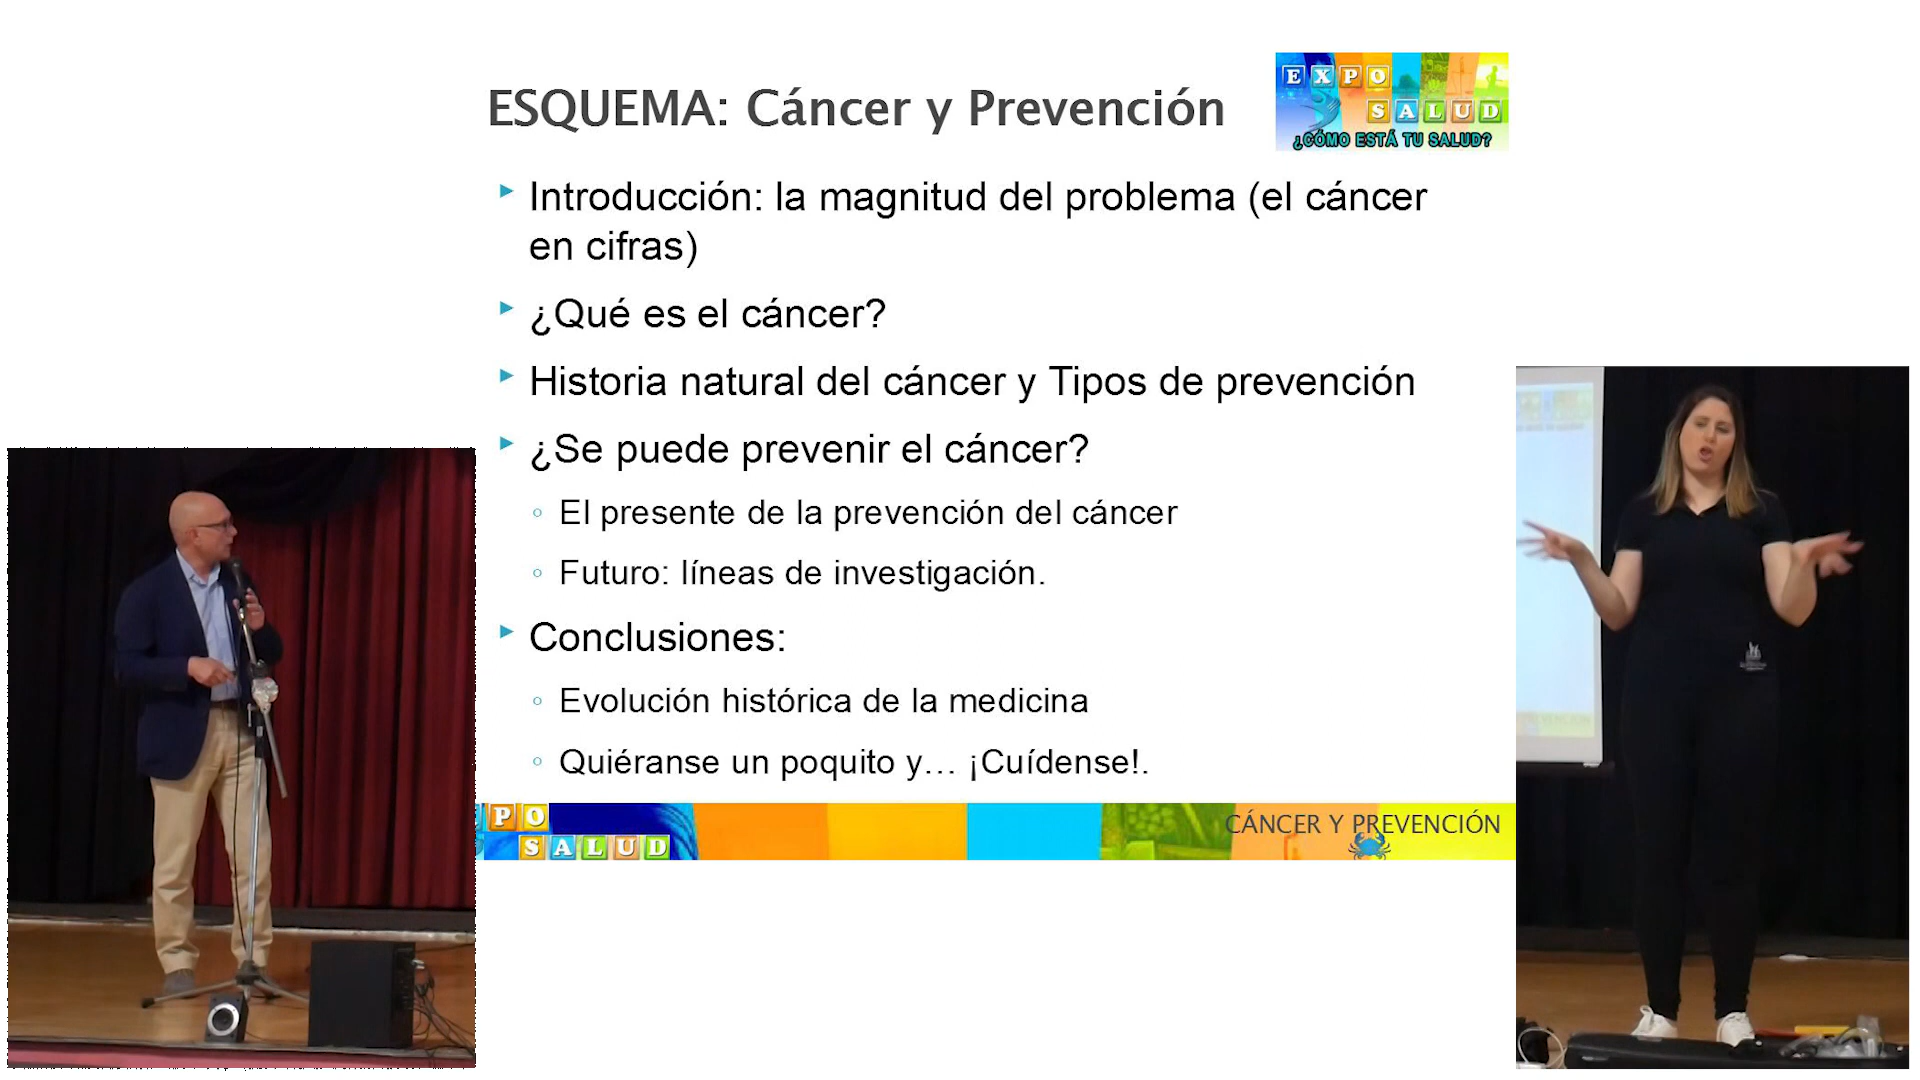 ESQUEMA: Cáncer y Prevención
EXPO
SALUD
¿CÓMO ESTÁ TU SALUD?
Introducción: la magnitud del problema (el cáncer
en cifras)
¿Qué es el cáncer?
Historia natural del cáncer y Tipos de prevención
¿Se puede prevenir el cáncer?
El presente de la prevención del cáncer
Futuro: líneas de investigación.
Conclusiones:
Evolución histórica de la medicina
Quiéranse un poquito y… ¡Cuídense!.
PO
SALUD
CÁNCER Y PREVENCIÓN